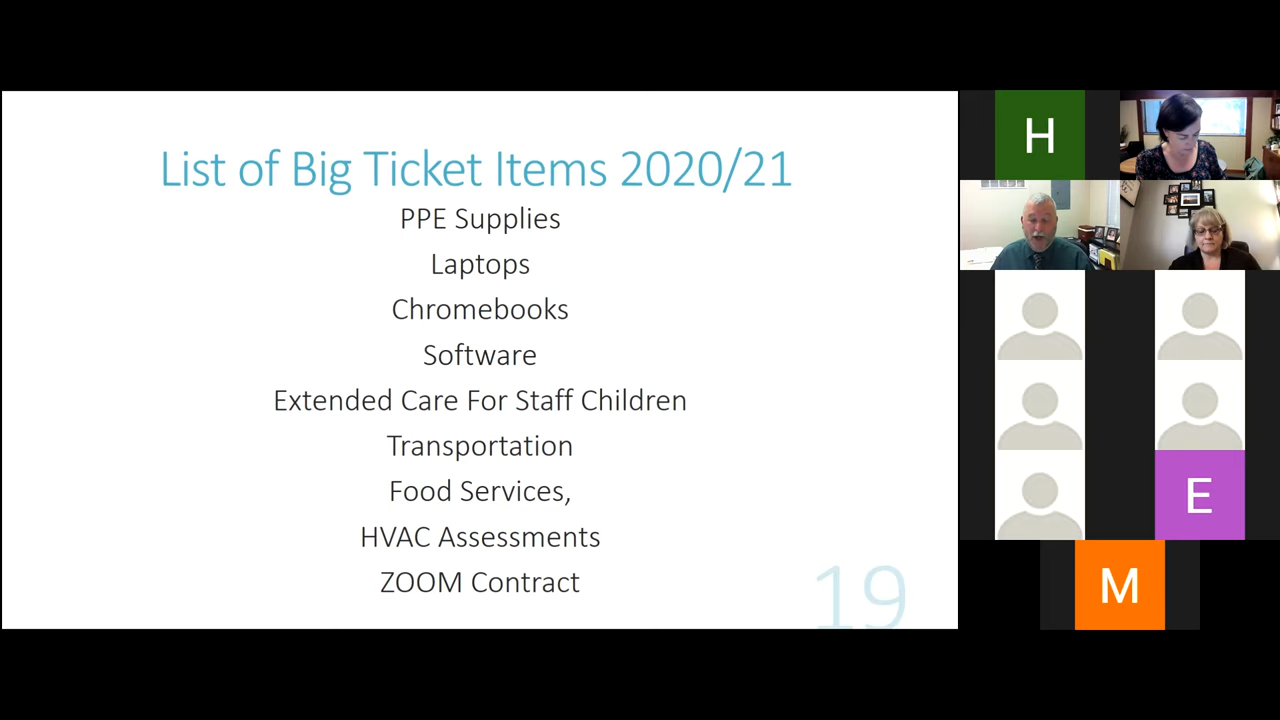 List of Big Ticket Items 2020/21
PPE Supplies
Laptops
Chromebooks
Software
Extended Care For Staff Children
Transportation
Food Services,
HVAC Assessments
ZOOM Contract
19
H
E
M